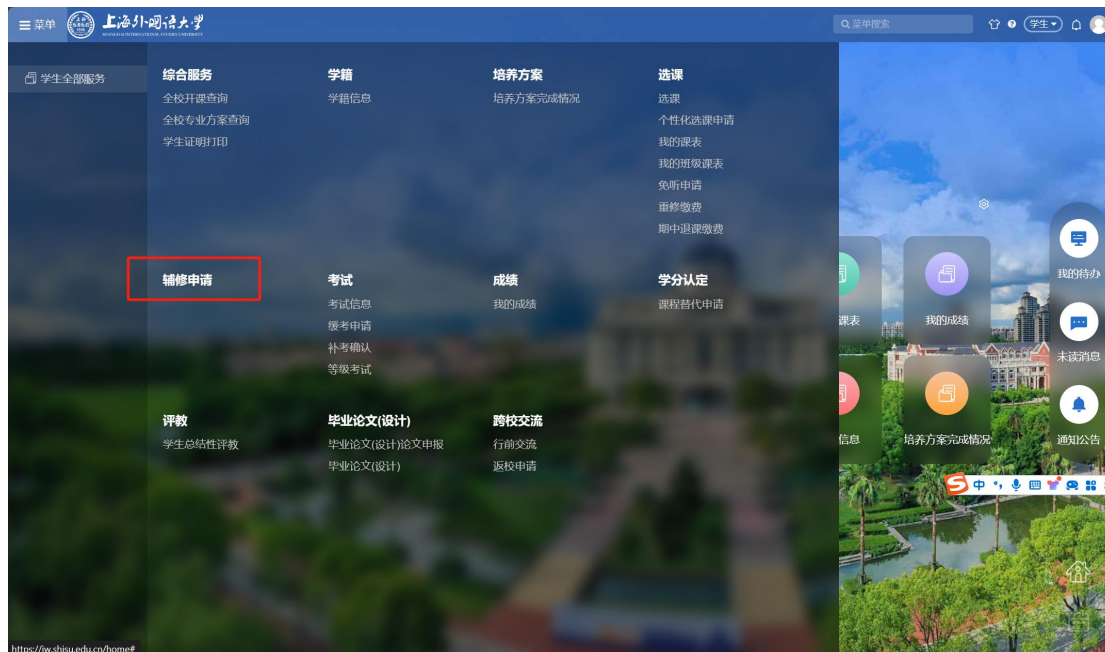 菜单
上海外国语大学
SHANGHAI INTERNATIONAL STUDIES UNIVERSITY
菜单搜索
学生
学生全部服务
综合服务
全校开课查询
全校专业方案查询
学生证明打印
学籍
学籍信息
培养方案
培养方案完成情况
选课
选课
个性化选课申请
我的课表
我的班级课表
免听申请
重修缴费
期中退课缴费
辅修申请
考试
考试信息
缓考申请
补考确认
等级考试
成绩
我的成绩
学分认定
课程替代申请
评教
学生总结性评教
毕业论文(设计)
毕业论文(设计)论文申报
毕业论文(设计)
跨校交流
行前交流
返校申请
课表
我的成绩
信息
培养方案完成情况
我的待办
未读消息
通知公告
中
https://jw.shisu.edu.cn/home#